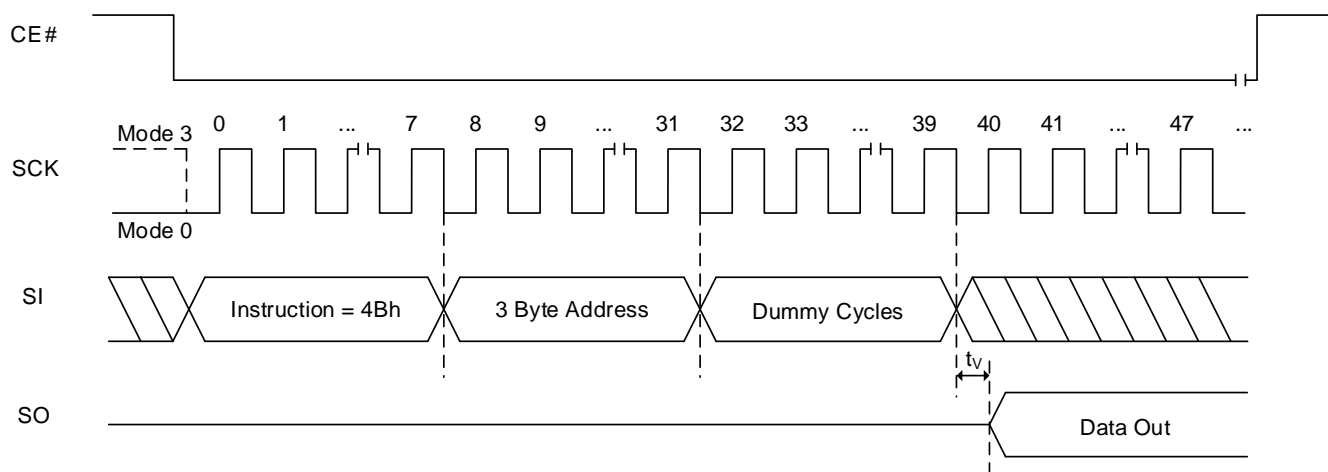 CE#
Mode 3 0 1 ... 7 8 9 ... 31 32 33 ... 39 40 41 ... 47 ...
SCK
Mode 0
SI Instruction = 4Bh 3 Byte Address Dummy Cycles
tV
SO Data Out